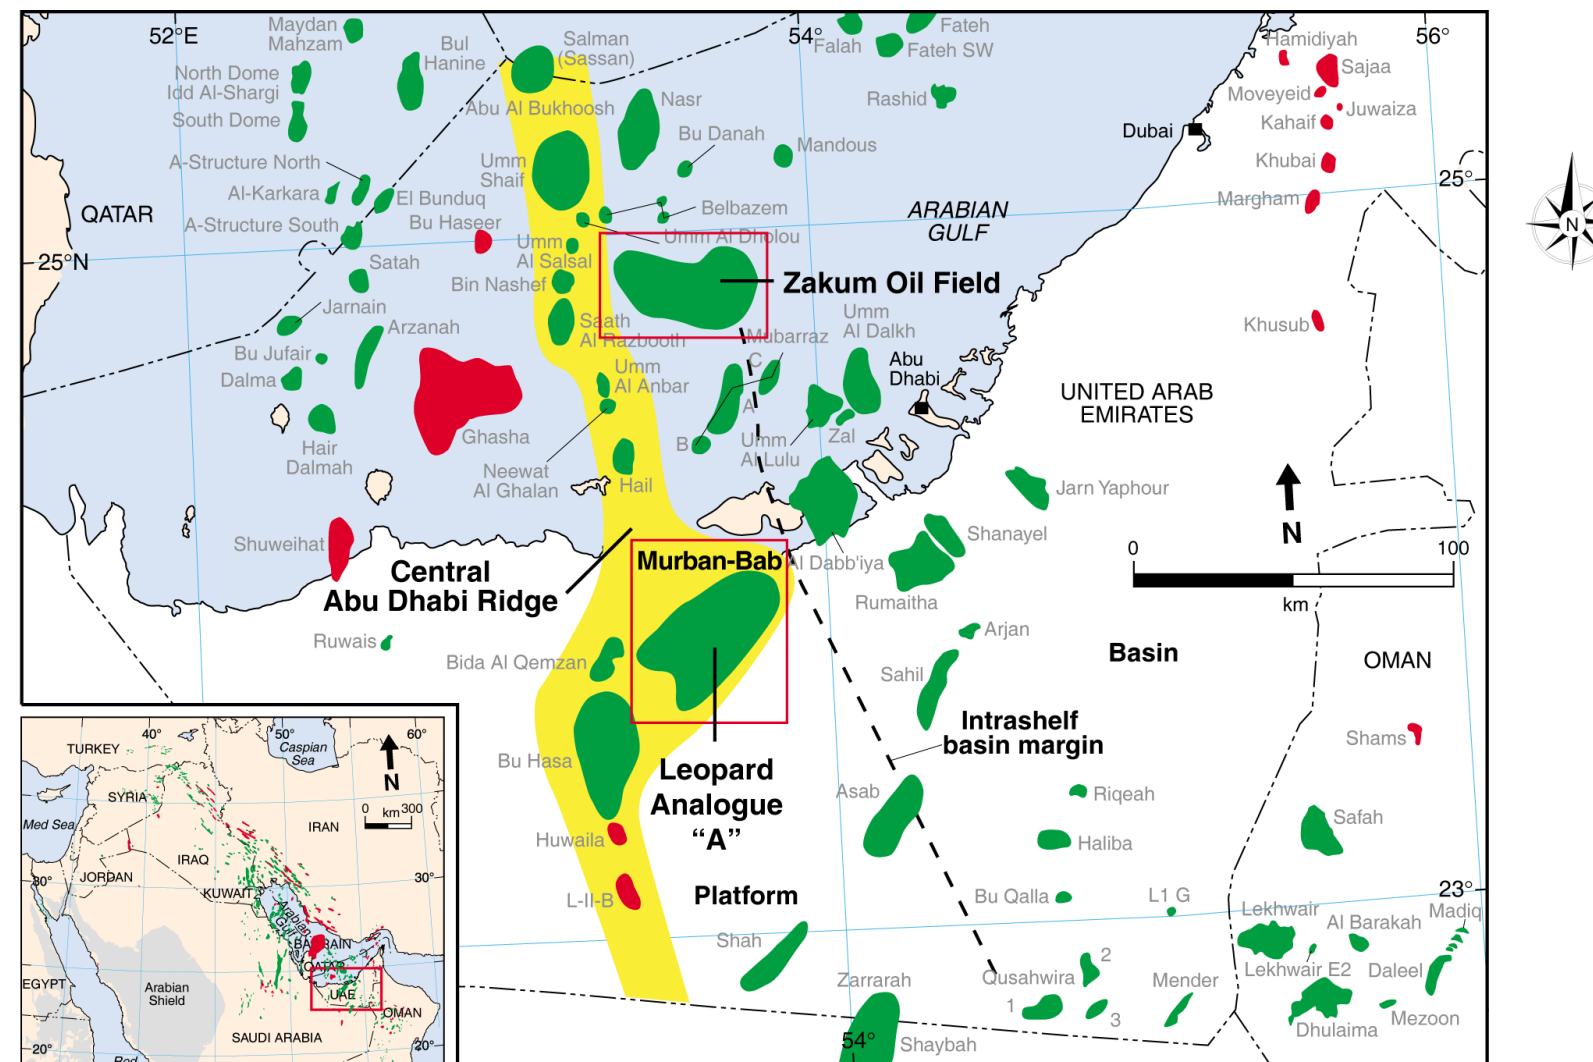 52°E
54°
56°
Maydan
Mahzam
Bul
Hanine
Salman
(Sassan)
Falah
Fateh
Fateh SW
Hamidiyah
Sajaa
North Dome
Idd Al-Shargi
South Dome
Abu Al Bukhoosh
Nasr
Rashid
Moveyeid
Juwaiza
Kahaif
Dubai
Bu Danah
Mandous
A-Structure North
Umm
Shaif
Khubai
Al-Karkara
El Bunduq
25°
Margham
QATAR
A-Structure South
Bu Haseer
Belbazem
ARABIAN
GULF
N
Umm
Al Salsal
Umm Al Dholou
25°N
Satah
Bin Nashef
Zakum Oil Field
Jarnain
Arzanah
Saath
Al Razbooth
Mubarraz
Umm
Al Dalkh
Khusub
Bu Jufair
Dalma
Umm
Al Anbar
C
Abu
Dhabi
UNITED ARAB
EMIRATES
A
Ghasha
B
Umm
Al Lulu
Zal
Hair
Dalmah
Neewat
Al Ghalan
Hail
Jarn Yaphour
Shanayel
N
Shuweihat
Central
Abu Dhabi Ridge
Murban-Bab
Al Dabb'iya
0
100
km
Rumaitha
Ruwais
Bida Al Qemzan
Arjan
Basin
OMAN
Sahil
Intrashelf
basin margin
Shams
Bu Hasa
Leopard
Analogue
“A”
Asab
Riqeah
Safah
Huwaila
Haliba
L-II-B
Platform
Bu Qalla
L1 G
23°
Lekhwair
Al Barakah
Madiq
Shah
2
Lekhwair E2
Daleel
Zarrarah
Qusahwira
Mender
1
3
Dhulaima
Mezoon
54°
Shaybah
40°
50°
60°
TURKEY
Caspian
Sea
N
SYRIA
0
km
300
Med Sea
IRAN
IRAQ
JORDAN
30°
30°
KUWAIT
Arabian
Gulf
BAHRAIN
QATAR
EGYPT
Arabian
Shield
UAE
OMAN
SAUDI ARABIA
20°
20°
Red